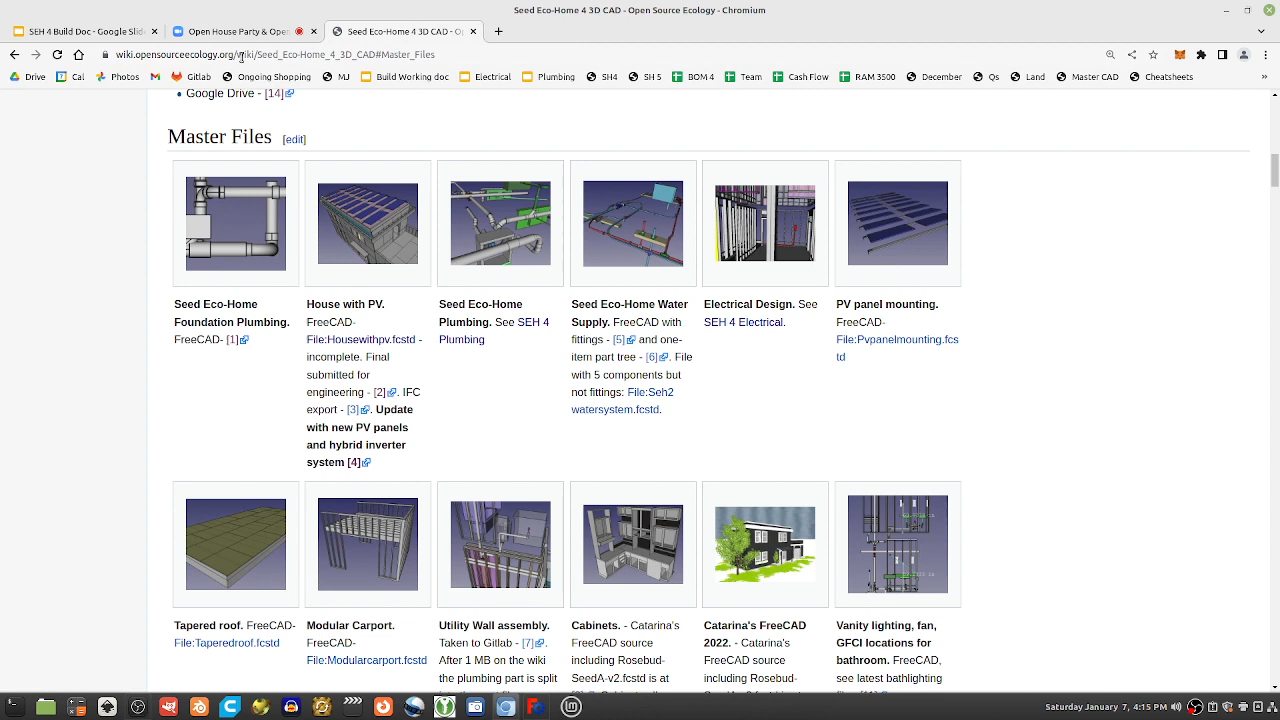 Seed Eco-Home 4 3D CAD - Open Source Ecology - Chromium
SEH 4 Build Doc - Google Slid
Open House Party & Open
Seed Eco-Home 4 3D CAD - O
wiki.opensourceecology.org/wiki/Seed_Eco-Home_4_3D_CAD#Master_Files
Drive
Cal
Photos
Gitlab
Ongoing Shopping
MJ
Build Working doc
Electrical
Plumbing
SH4
SH 5
BOM 4
Team
Cash Flow
RAM 3500
December
Qs
Land
Master CAD
Cheatsheets
Google Drive - [14]
Master Files [edit]
Seed Eco-Home
Foundation Plumbing.
FreeCAD- [1]
House with PV.
FreeCAD-
File:Housewithpv.fcstd -
incomplete. Final
submitted for
engineering - [2]. IFC
export - [3]. Update
with new PV panels
and hybrid inverter
system [4]
Seed Eco-Home
Plumbing. See SEH 4
Plumbing
Seed Eco-Home Water
Supply. FreeCAD with
fittings - [5] and one-
item part tree - [6]. File
with 5 components but
not fittings: File:Seh2
watersystem.fcstd.
Electrical Design. See
SEH 4 Electrical.
PV panel mounting.
FreeCAD-
File:Pvpanelmounting.fcs
td
Tapered roof. FreeCAD-
File:Taperedroof.fcstd
Modular Carport.
FreeCAD-
File:Modularcarport.fcstd
Utility Wall assembly.
Taken to Gitlab - [7].
After 1 MB on the wiki
the plumbing part is split
Cabinets. - Catarina's
FreeCAD source
including Rosebud-
SeedA-v2.fcstd is at
Catarina's FreeCAD
2022. - Catarina's
FreeCAD source
including Rosebud-
Vanity lighting, fan,
GFCI locations for
bathroom. FreeCAD,
see latest bathlighting
Saturday January 7, 4:15 PM